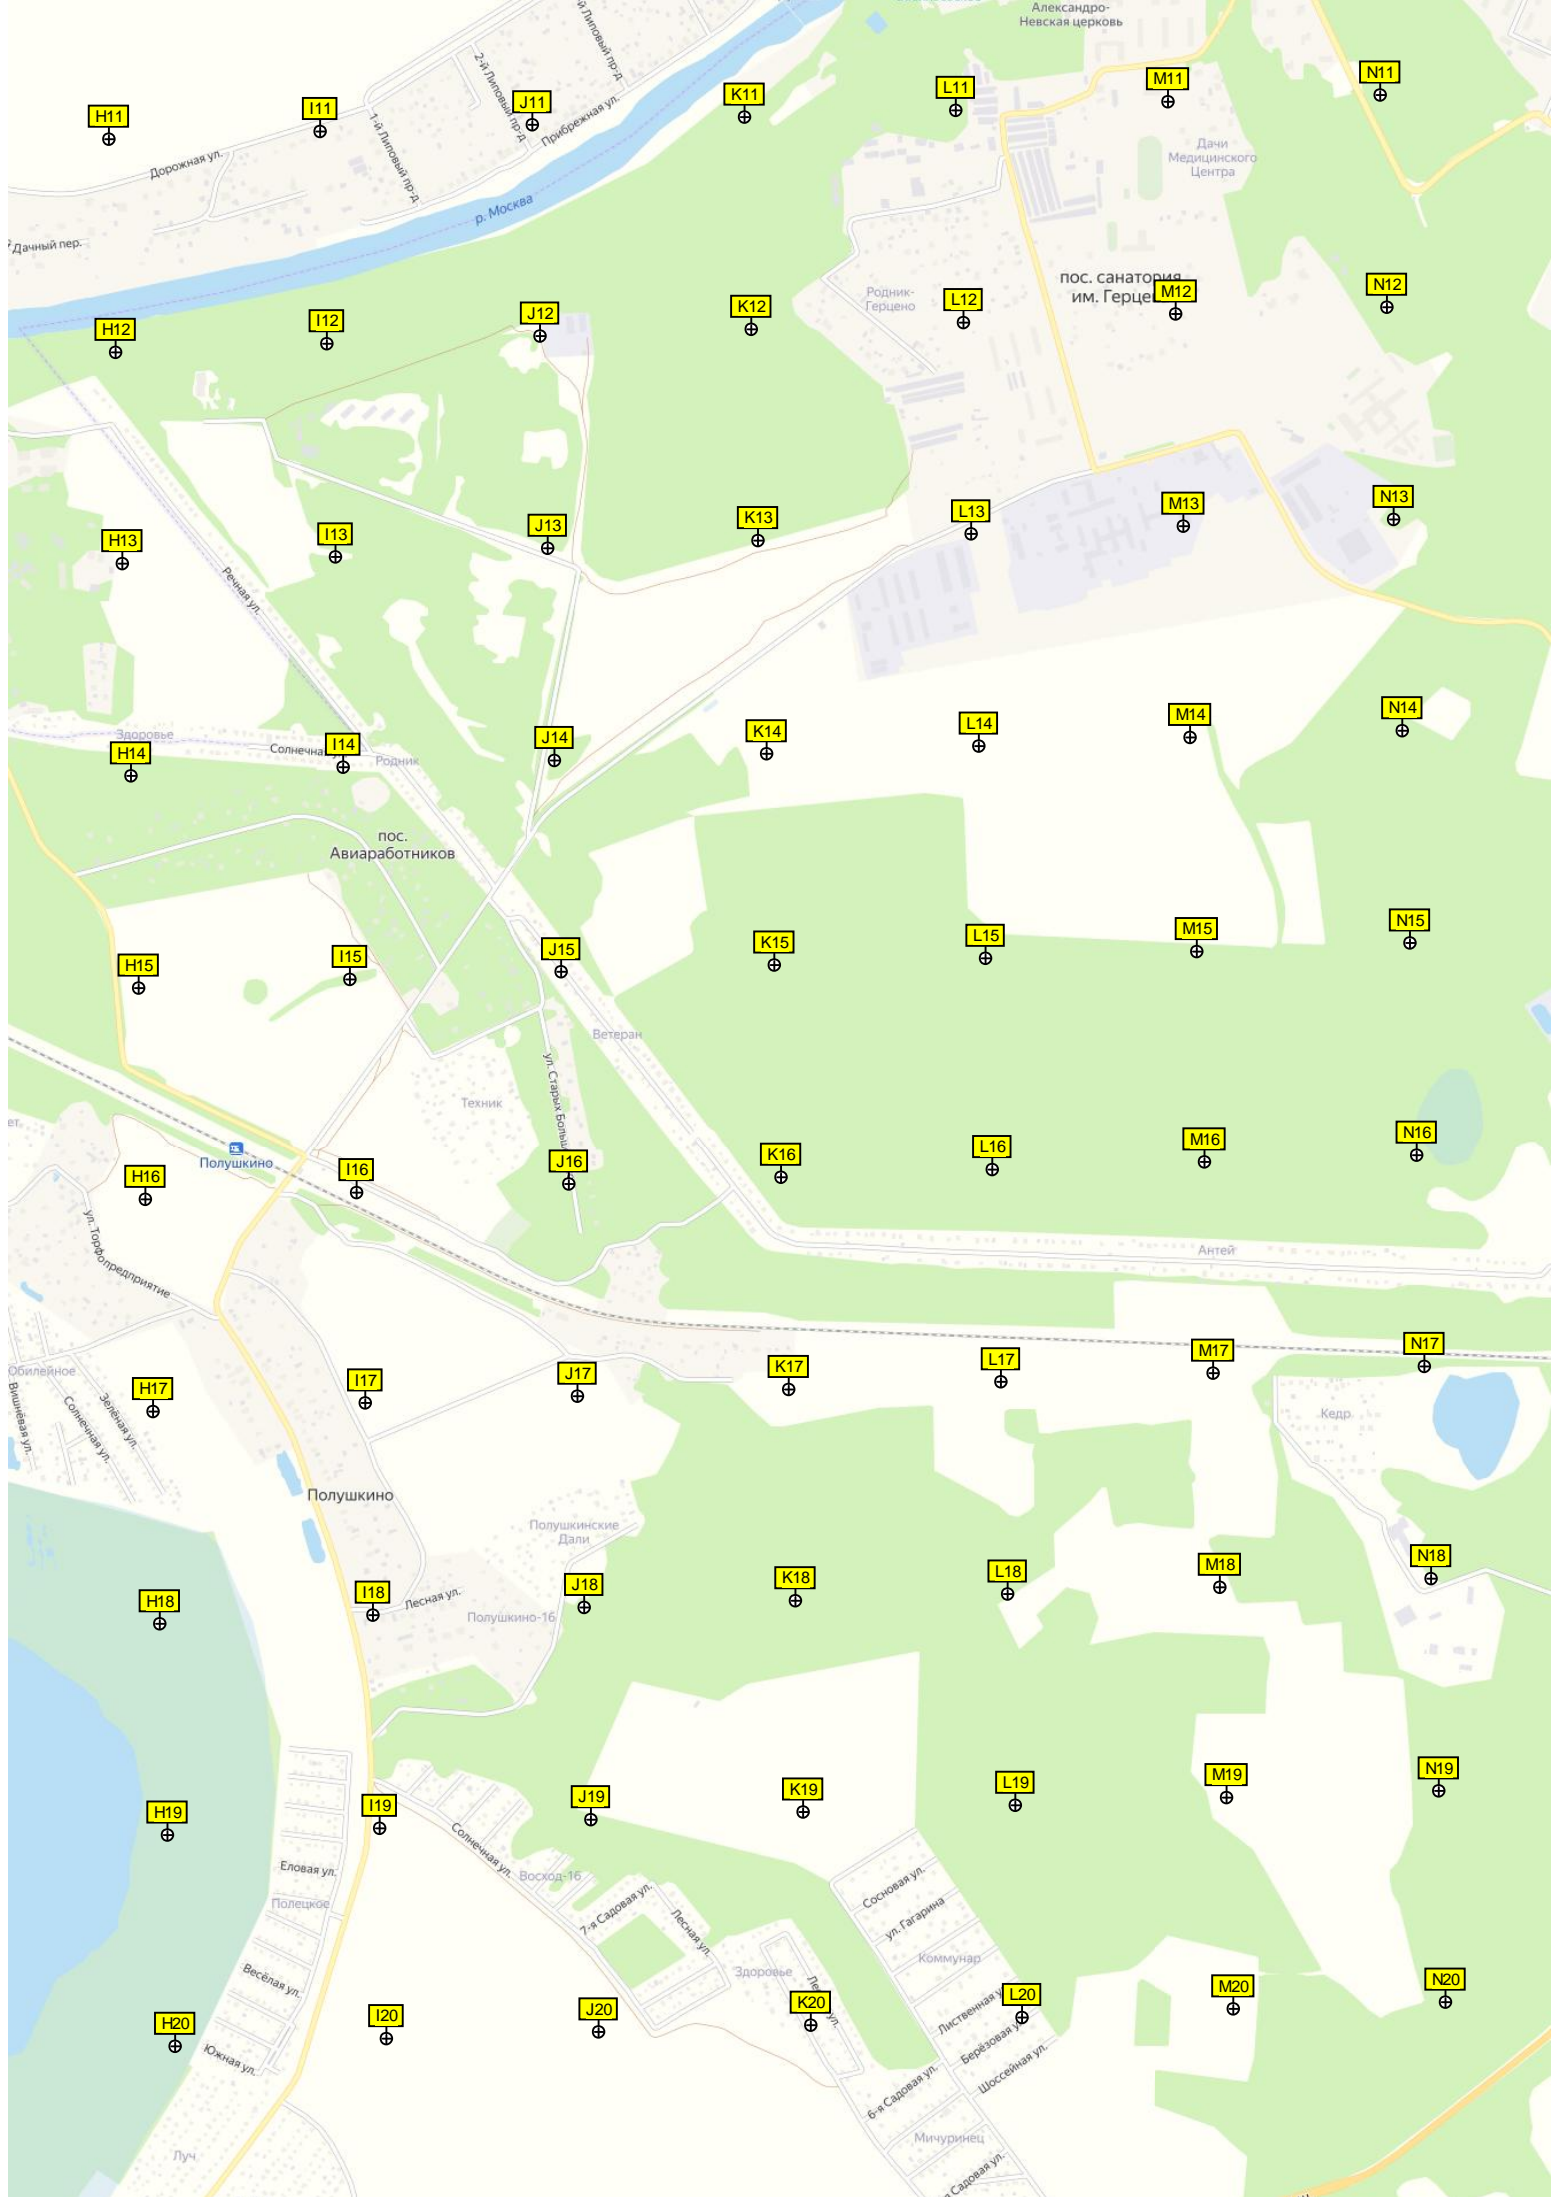 Александро-
Невская церковь
2-й Липовый пр-д
й Липовый пр-д
H11
I11
J11
K11
L11
M11
N11
Дорожная ул.
1-й Липовый пр-д
Прибрежная ул.
Дачи
Медицинского
Центра
р. Москва
Дачный пер.
пос. санатория
им. Герце
Родник-
Герцено
H12
I12
J12
K12
L12
M12
N12
H13
I13
J13
K13
L13
M13
N13
Речная ул.
Здоровье
Солнечна
Родник
H14
I14
J14
K14
L14
M14
N14
пос.
Авиаработников
H15
I15
J15
K15
L15
M15
N15
Ветеран
ул. Старых Больш
Техник
ет
Полушкино
H16
I16
J16
K16
L16
M16
N16
ул. Торфопредприятие
Антей
Юбилейное
Вишнёвая ул.
Солнечная ул.
Зелёная ул.
H17
I17
J17
K17
L17
M17
N17
Кедр
Полушкино
Полушкинские
Дали
H18
I18
J18
K18
L18
M18
N18
Лесная ул.
Полушкино-16
H19
I19
J19
K19
L19
M19
N19
Солнечная ул.
Еловая ул.
Восход-16
Полецкое
7-я Садовая ул.
Лесная ул.
Сосновая ул.
ул. Гагарина
Коммунар
Здоровье
Весёлая ул.
Ле
ул.
Лиственная у
H20
I20
J20
K20
L20
M20
N20
Берёзовая у
Южная ул.
Шоссейная ул.
6-я Садовая ул.
Мичуринец
Луч
я Садовая ул.